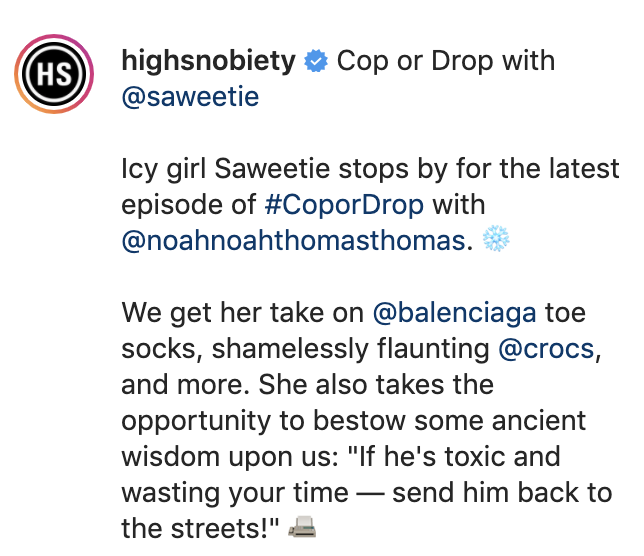 HS
highsnobiety Cop or Drop with
@saweetie
Icy girl Saweetie stops by for the latest
episode of #CoporDrop with
@noahnoahthomasthomas. ❄️
We get her take on @balenciaga toe
socks, shamelessly flaunting @crocs,
and more. She also takes the
opportunity to bestow some ancient
wisdom upon us: "If he's toxic and
wasting your time — send him back to
the streets!" 📠